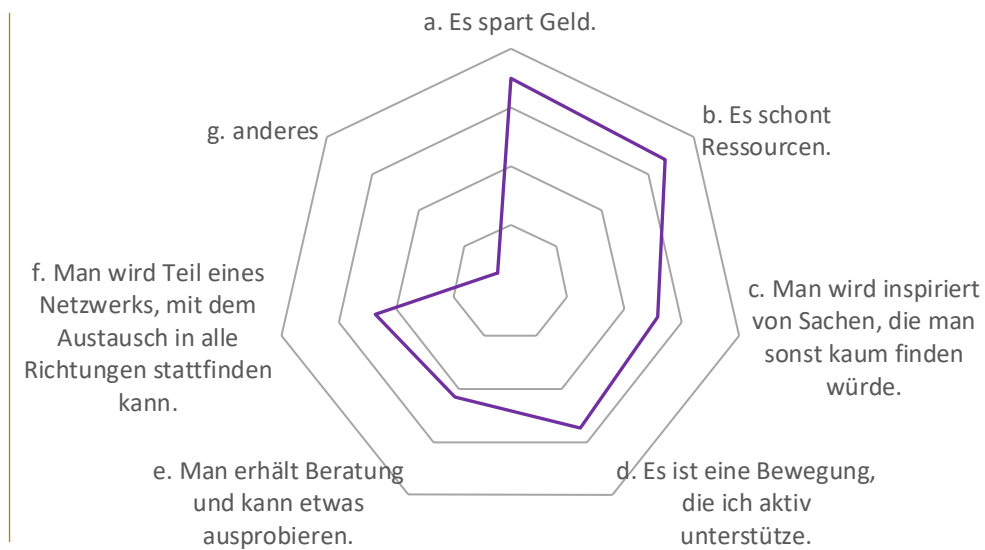 a. Es spart Geld.
b. Es schont
Ressourcen.
c. Man wird inspiriert
von Sachen, die man
sonst kaum finden
würde.
d. Es ist eine Bewegung,
die ich aktiv
unterstütze.
e. Man erhält Beratung
und kann etwas
ausprobieren.
f. Man wird Teil eines
Netzwerks, mit dem
Austausch in alle
Richtungen stattfinden
kann.
g. anderes